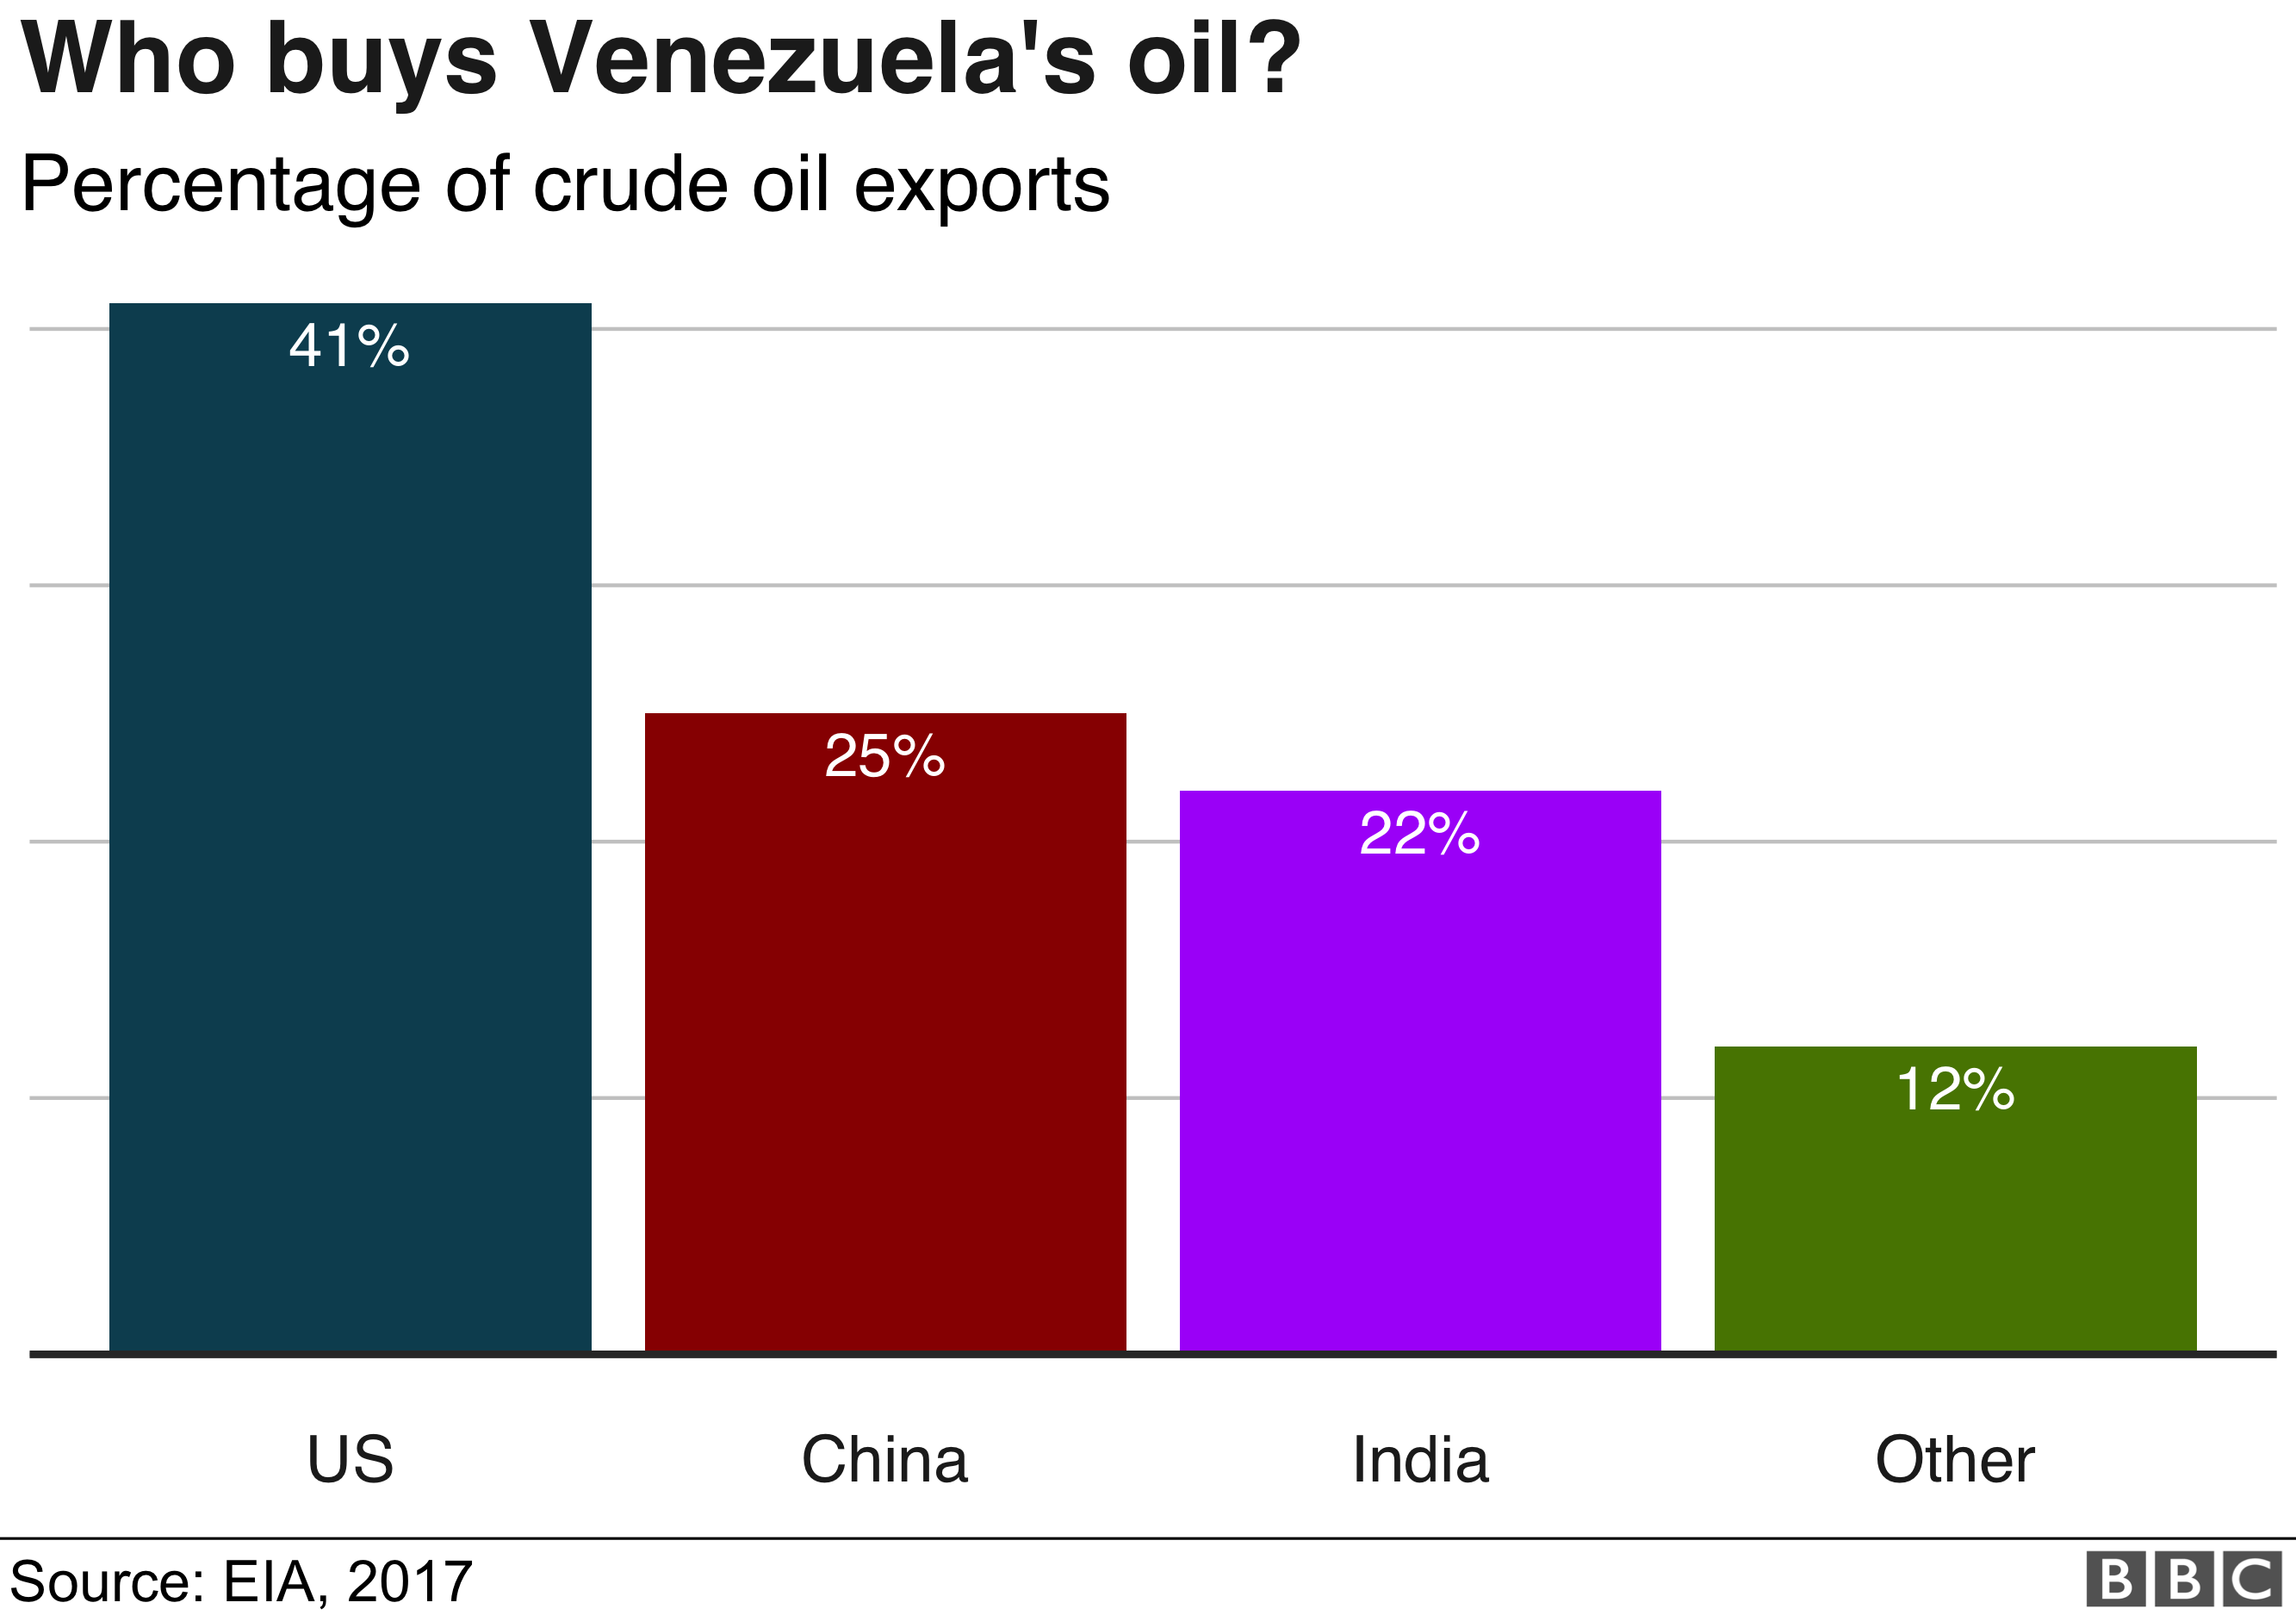 Who buys Venezuela's oil?
Percentage of crude oil exports
41%
25%
22%
12%
US China India Other
Source: EIA, 2017
BBC